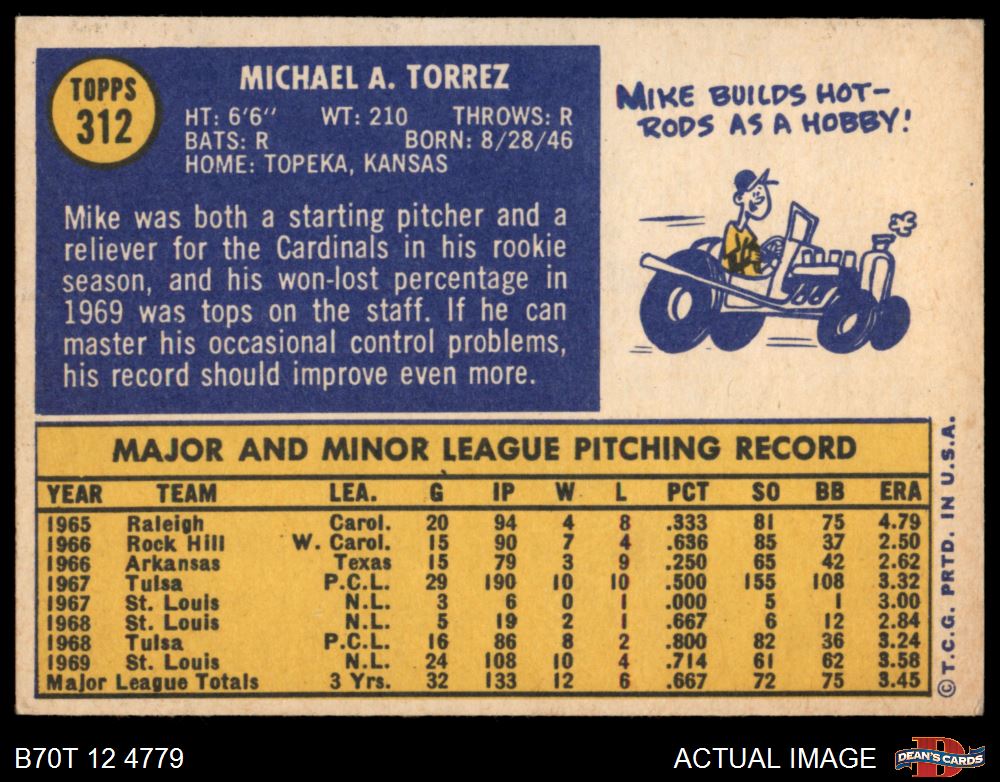 TOPPS
312
MICHAEL A. TORREZ
HT: 6'6" WT: 210 THROWS: R
BATS: R BORN: 8/28/46
HOME: TOPEKA, KANSAS
Mike was both a starting pitcher and a
reliever for the Cardinals in his rookie
season, and his won-lost percentage in
1969 was tops on the staff. If he can
master his occasional control problems,
his record should improve even more.
MIKE BUILDS HOT-
RODS AS A HOBBY!
MAJOR AND MINOR LEAGUE PITCHING RECORD
YEAR TEAM LEA. G IP W L PCT SO BB ERA
1965 Raleigh Carol. 20 94 4 8 .333 81 75 4.79
1966 Rock Hill W. Carol. 15 90 7 4 .636 85 37 2.50
1966 Arkansas Texas 15 79 3 9 .250 65 42 2.62
1967 Tulsa P.C.L. 29 190 10 10 .500 155 108 3.32
1967 St. Louis N.L. 3 6 0 1 .000 5 1 3.00
1968 St. Louis N.L. 5 19 2 1 .667 6 12 2.84
1968 Tulsa P.C.L. 16 86 8 2 .800 82 36 3.24
1969 St. Louis N.L. 24 108 10 4 .714 61 62 3.58
Major League Totals 3 Yrs. 32 133 12 6 .667 72 75 3.45
©T.C.G. PRTD. IN U.S.A.
B70T 12 4779
ACTUAL IMAGE
D
DEAN'S CARDS